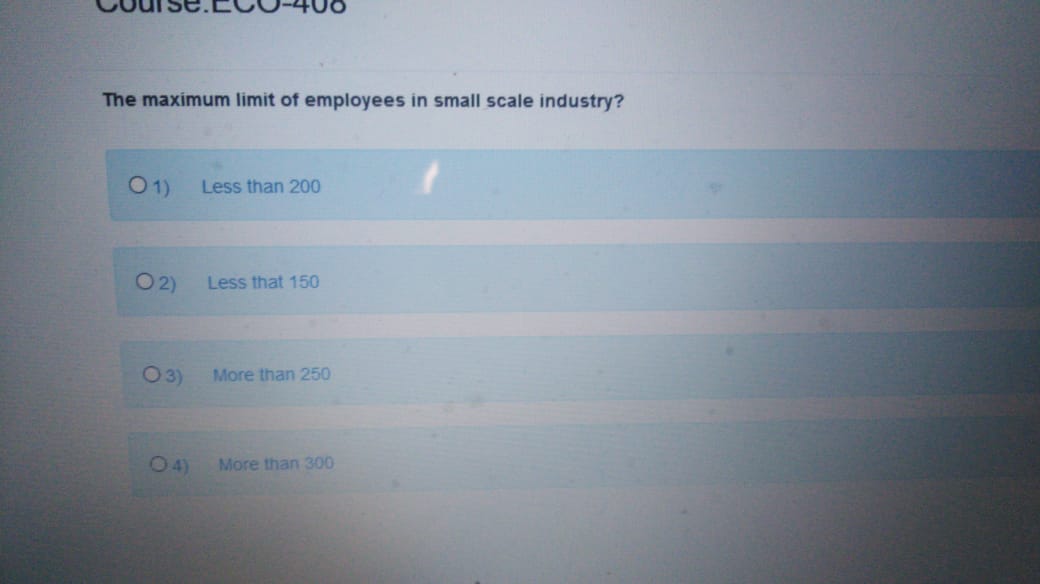 Course:ECO-408
The maximum limit of employees in small scale industry?
1) Less than 200
2) Less that 150
3) More than 250
4) More than 300